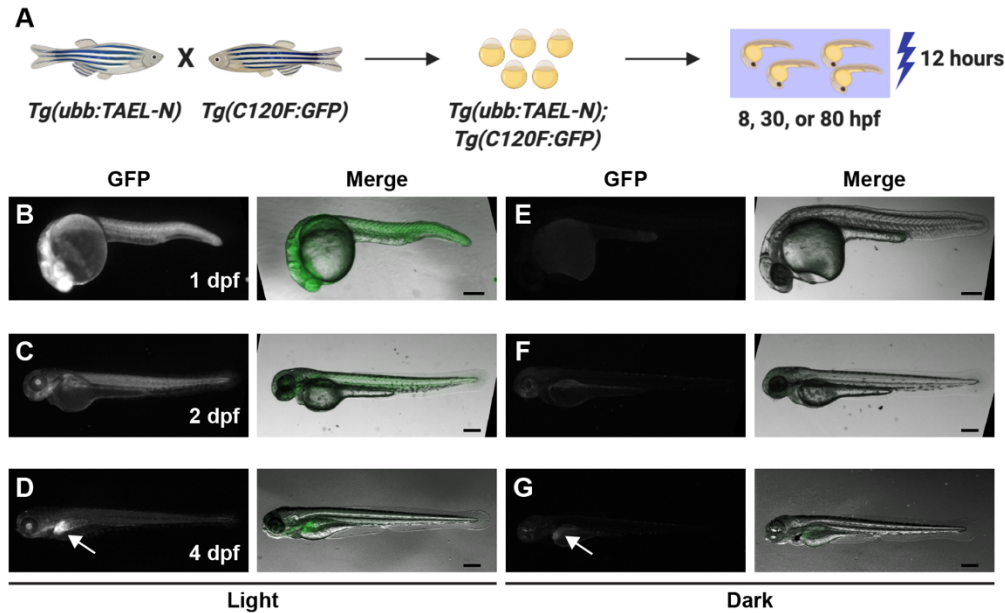 A
X
12 hours
Tg(ubb:TAEL-N) Tg(C120F:GFP)
Tg(ubb:TAEL-N);
Tg(C120F:GFP)
8, 30, or 80 hpf
GFP Merge GFP Merge
B
1 dpf
E
C
2 dpf
F
D
4 dpf
G
Light Dark